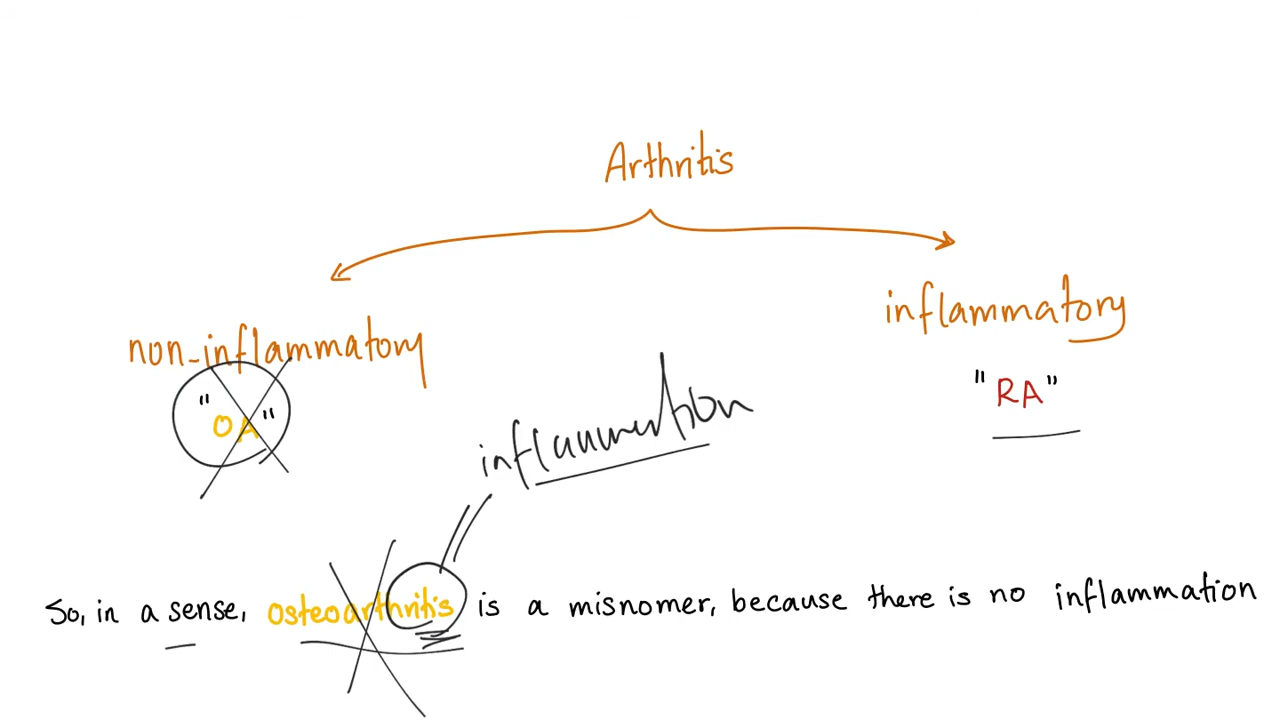 Arthritis
non-inflammatory
inflammatory
"OA"
"RA"
inflammation
So, in a sense, osteoarthritis is a misnomer, because there is no inflammation